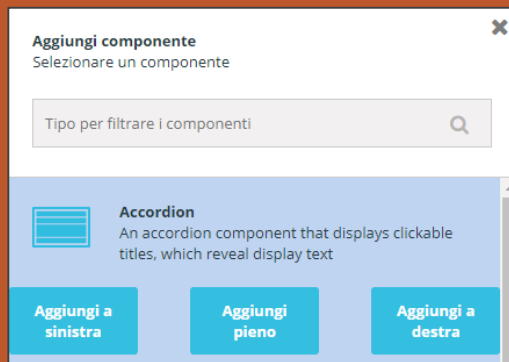 Aggiungi componente
Selezionare un componente
Tipo per filtrare i componenti
Accordion
An accordion component that displays clickable
titles, which reveal display text
Aggiungi a
sinistra
Aggiungi
pieno
Aggiungi a
destra